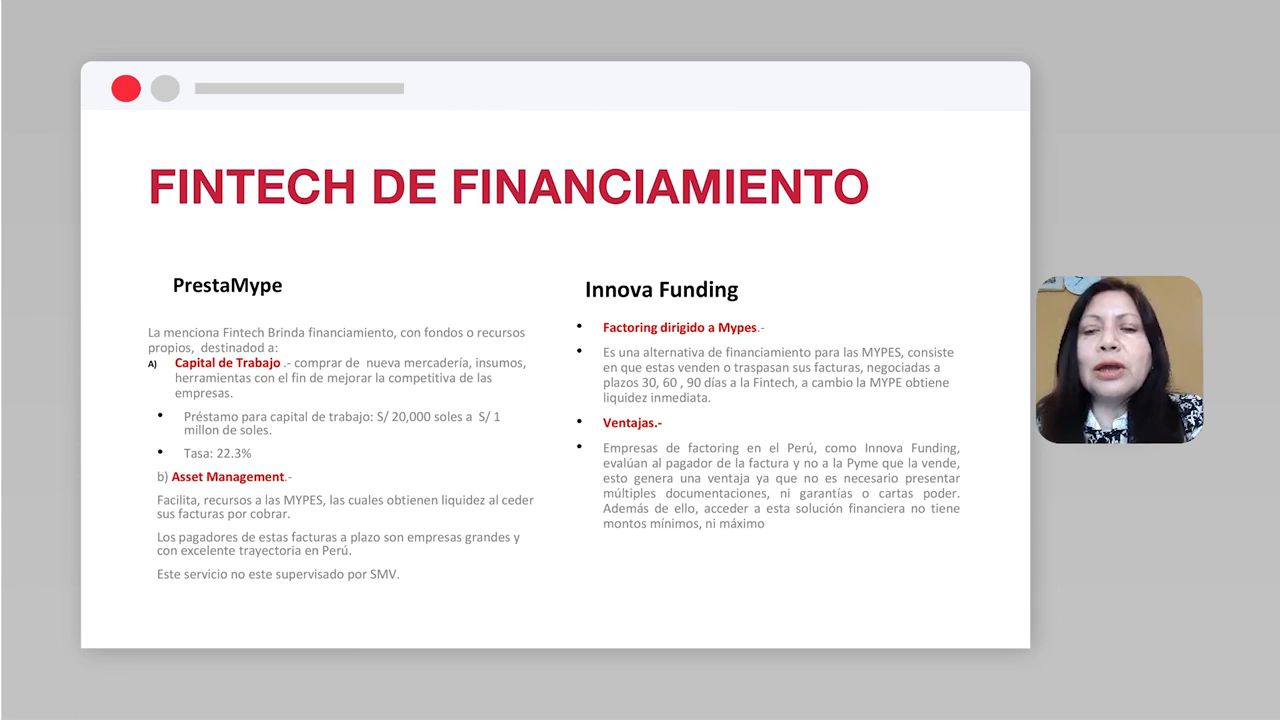 FINTECH DE FINANCIAMIENTO
PrestaMype
La menciona Fintech Brinda financiamiento, con fondos o recursos
propios, destinadod a:
A) Capital de Trabajo .- comprar de nueva mercadería, insumos,
herramientas con el fin de mejorar la competitiva de las
empresas.
• Préstamo para capital de trabajo: S/ 20,000 soles a S/ 1
millon de soles.
• Tasa: 22.3%
b) Asset Management.-
Facilita, recursos a las MYPES, las cuales obtienen liquidez al ceder
sus facturas por cobrar.
Los pagadores de estas facturas a plazo son empresas grandes y
con excelente trayectoria en Perú.
Este servicio no este supervisado por SMV.
Innova Funding
• Factoring dirigido a Mypes.-
• Es una alternativa de financiamiento para las MYPES, consiste
en que estas venden o traspasan sus facturas, negociadas a
plazos 30, 60 , 90 días a la Fintech, a cambio la MYPE obtiene
liquidez inmediata.
• Ventajas.-
• Empresas de factoring en el Perú, como Innova Funding,
evalúan al pagador de la factura y no a la Pyme que la vende,
esto genera una ventaja ya que no es necesario presentar
múltiples documentaciones, ni garantías o cartas poder.
Además de ello, acceder a esta solución financiera no tiene
montos mínimos, ni máximo